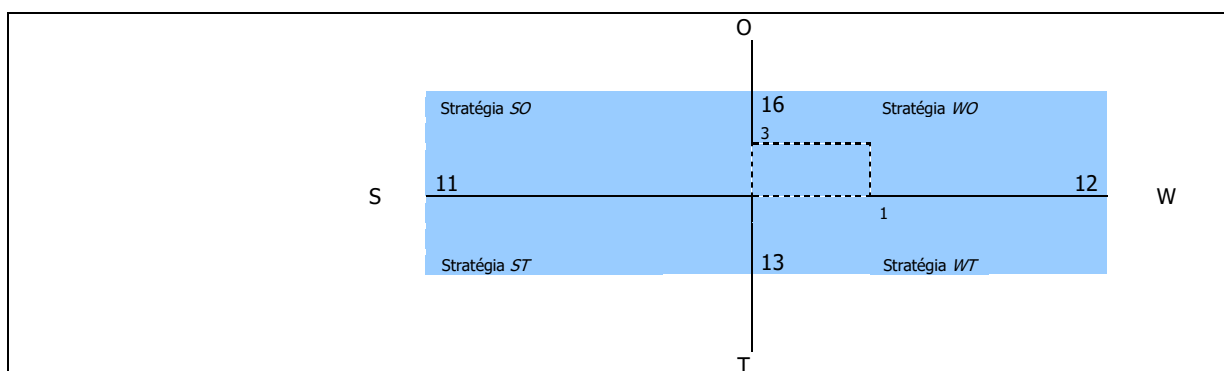 O
Stratégia SO
16
Stratégia WO
3
S
11
12
W
1
Stratégia ST
13
Stratégia WT
T